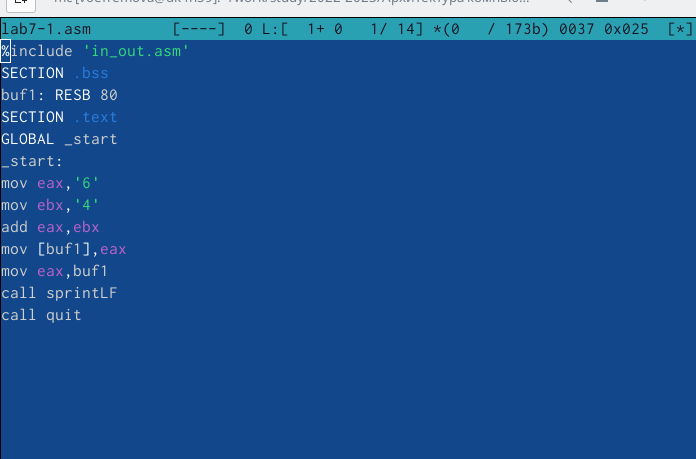 lab7-1.asm [----] 0 L:[ 1+ 0 1/ 14] *(0 / 173b) 0037 0x025 [*]
%include 'in_out.asm'
SECTION .bss
buf1: RESB 80
SECTION .text
GLOBAL _start
_start:
mov eax,'6'
mov ebx,'4'
add eax,ebx
mov [buf1],eax
mov eax,buf1
call sprintLF
call quit